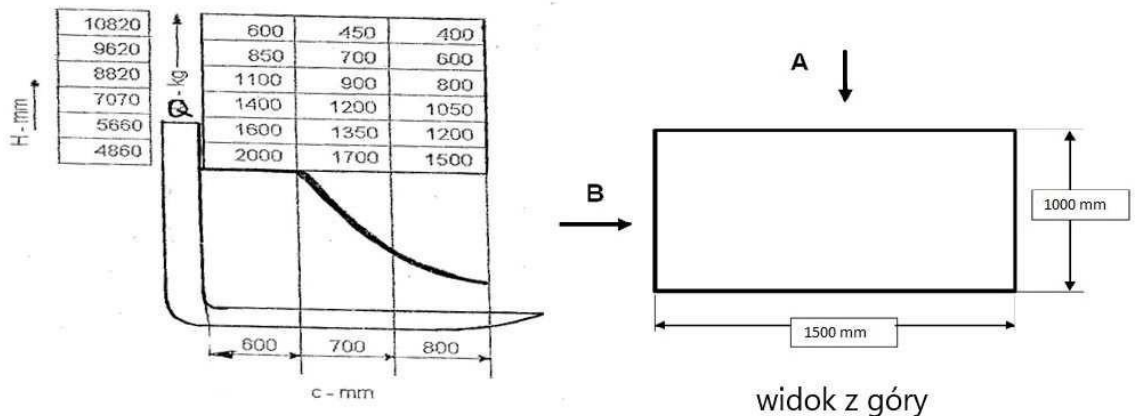 10820 600 450 400
9620 850 700 600
8820 1100 900 800
7070 1400 1200 1050
5660 1600 1350 1200
4860 2000 1700 1500
H - mm
Q - kg
600 700 800
c - mm
A
B
1000 mm
1500 mm
widok z góry